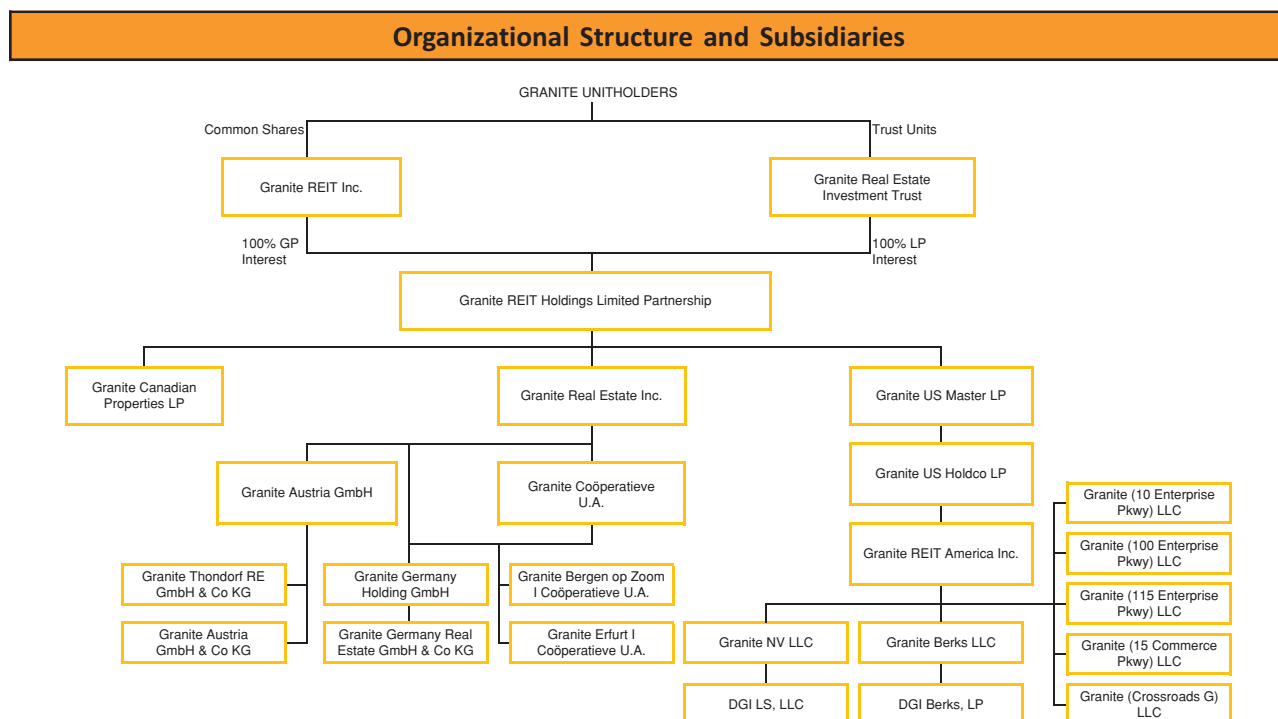 Organizational Structure and Subsidiaries
GRANITE UNITHOLDERS
Common Shares
Trust Units
Granite REIT Inc.
Granite Real Estate
Investment Trust
100% GP
Interest
100% LP
Interest
Granite REIT Holdings Limited Partnership
Granite Canadian
Properties LP
Granite Real Estate Inc.
Granite US Master LP
Granite Austria GmbH
Granite Coöperatieve
U.A.
Granite US Holdco LP
Granite REIT America Inc.
Granite (10 Enterprise
Pkwy) LLC
Granite (100 Enterprise
Pkwy) LLC
Granite (115 Enterprise
Pkwy) LLC
Granite (15 Commerce
Pkwy) LLC
Granite (Crossroads G)
LLC
Granite Thondorf RE
GmbH & Co KG
Granite Germany
Holding GmbH
Granite Bergen op Zoom
I Coöperatieve U.A.
Granite Austria
GmbH & Co KG
Granite Germany Real
Estate GmbH & Co KG
Granite Erfurt I
Coöperatieve U.A.
Granite NV LLC
Granite Berks LLC
DGI LS, LLC
DGI Berks, LP